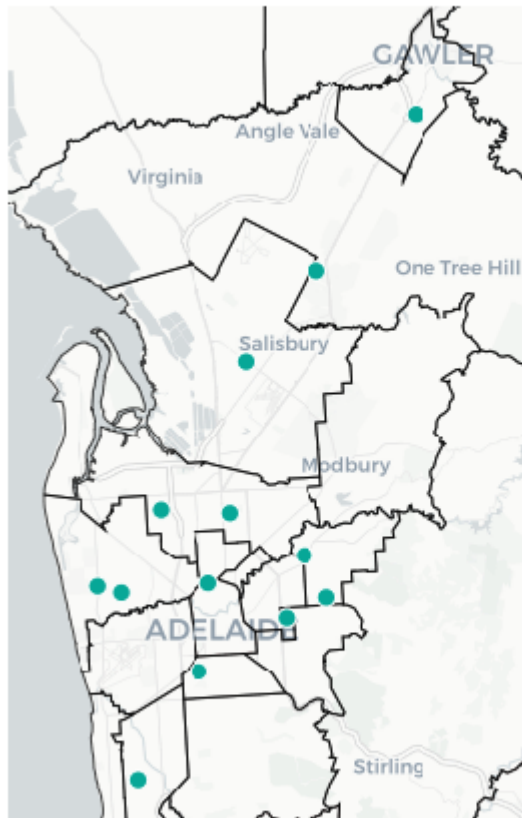 GAWLER
Angle Vale
Virginia
One Tree Hill
Salisbury
Modbury
ADELAIDE
Stirling